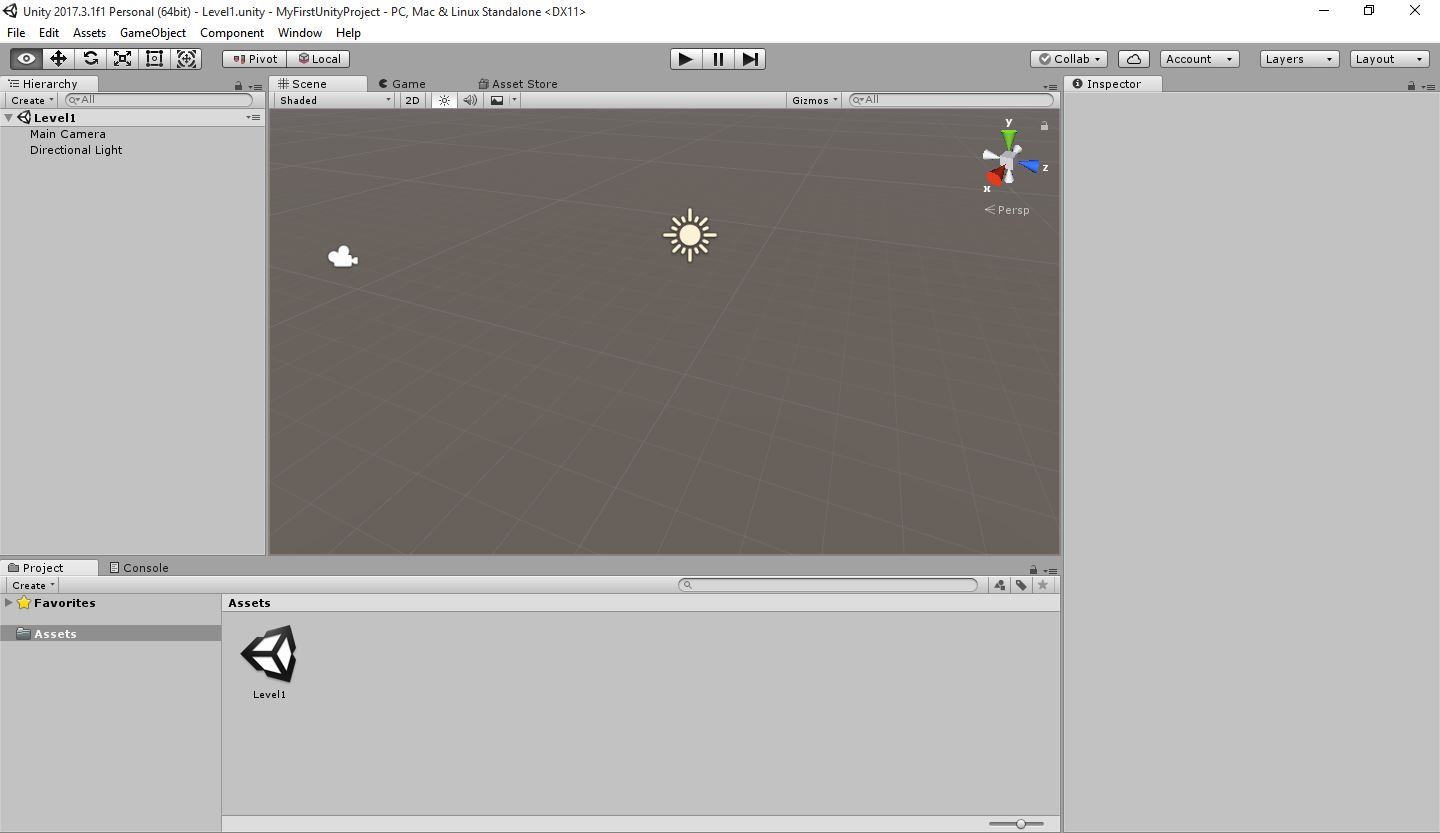 Unity 2017.3.1f1 Personal (64bit) - Level1.unity - MyFirstUnityProject - PC, Mac & Linux Standalone <DX11>
File Edit Assets GameObject Component Window Help
Pivot Local Collab Account Layers Layout
Hierarchy
Create All
Level1
Main Camera
Directional Light
Scene Game Asset Store
Shaded 2D Gizmos All
y
z
x
Persp
Inspector
Project Console
Create
Favorites
Assets
Assets
Level1